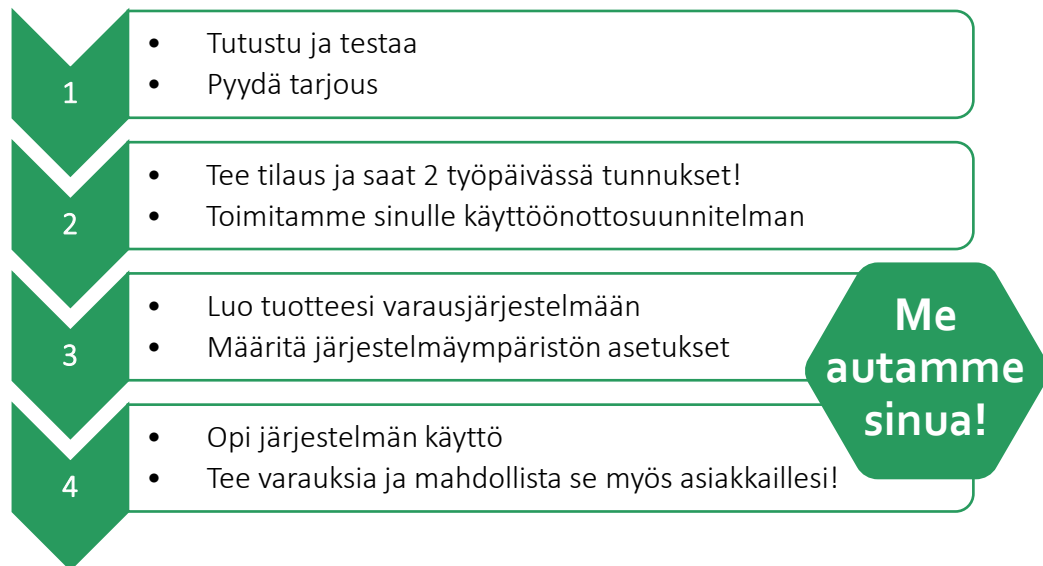 1
• Tutustu ja testaa
• Pyydä tarjous
2
• Tee tilaus ja saat 2 työpäivässä tunnukset!
• Toimitamme sinulle käyttöönottosuunnitelman
3
• Luo tuotteesi varausjärjestelmään
• Määritä järjestelmäympäristön asetukset
4
• Opi järjestelmän käyttö
• Tee varauksia ja mahdollista se myös asiakkaillesi!
Me
autamme
sinua!